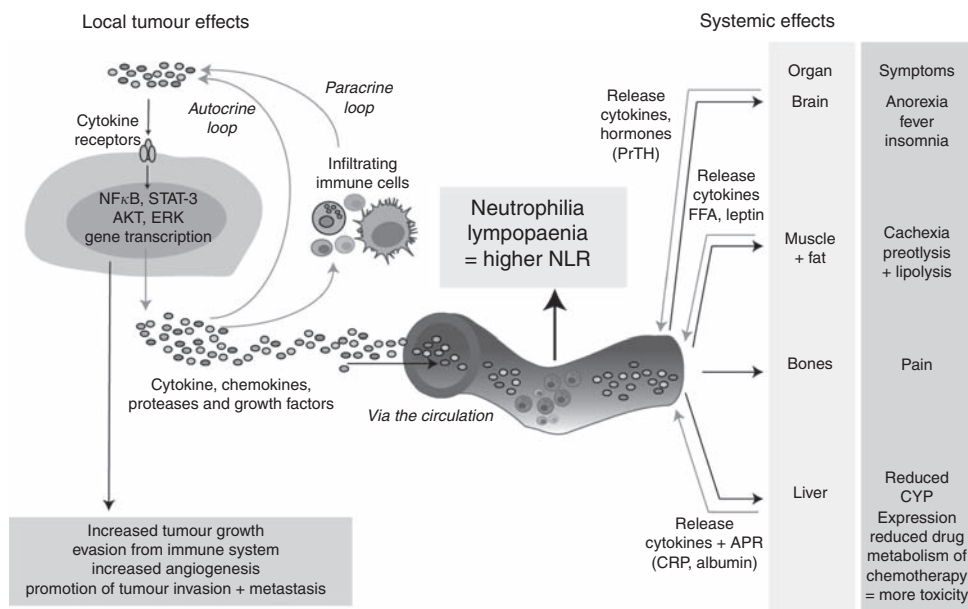 Local tumour effects
Systemic effects
Cytokine
receptors
Autocrine
loop
Paracrine
loop
NFκB, STAT-3
AKT, ERK
gene transcription
Infiltrating
immune cells
Cytokine, chemokines,
proteases and growth factors
Via the circulation
Increased tumour growth
evasion from immune system
increased angiogenesis
promotion of tumour invasion + metastasis
Neutrophilia
lympopaenia
= higher NLR
Release
cytokines,
hormones
(PrTH)
Release
cytokines
FFA, leptin
Release
cytokines + APR
(CRP, albumin)
Organ
Brain
Muscle
+ fat
Bones
Liver
Symptoms
Anorexia
fever
insomnia
Cachexia
preotlysis
+ lipolysis
Pain
Reduced
CYP
Expression
reduced drug
metabolism of
chemotherapy
= more toxicity